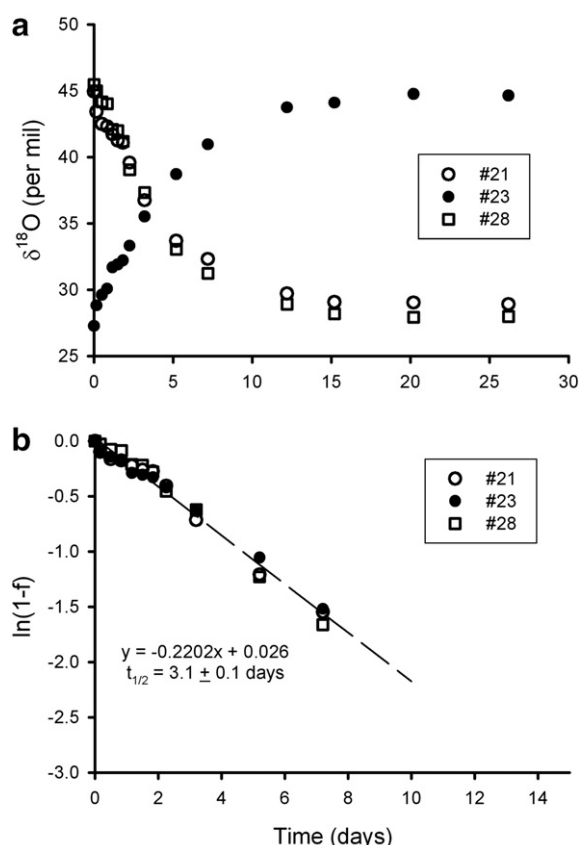 a
50
45
40
35
30
25
δ18O (per mil)
#21
#23
#28
0 5 10 15 20 25 30
b
0.0
-0.5
-1.0
-1.5
-2.0
-2.5
-3.0
ln(1-f)
#21
#23
#28
y = -0.2202x + 0.026
t1/2 = 3.1 ± 0.1 days
0 2 4 6 8 10 12 14
Time (days)